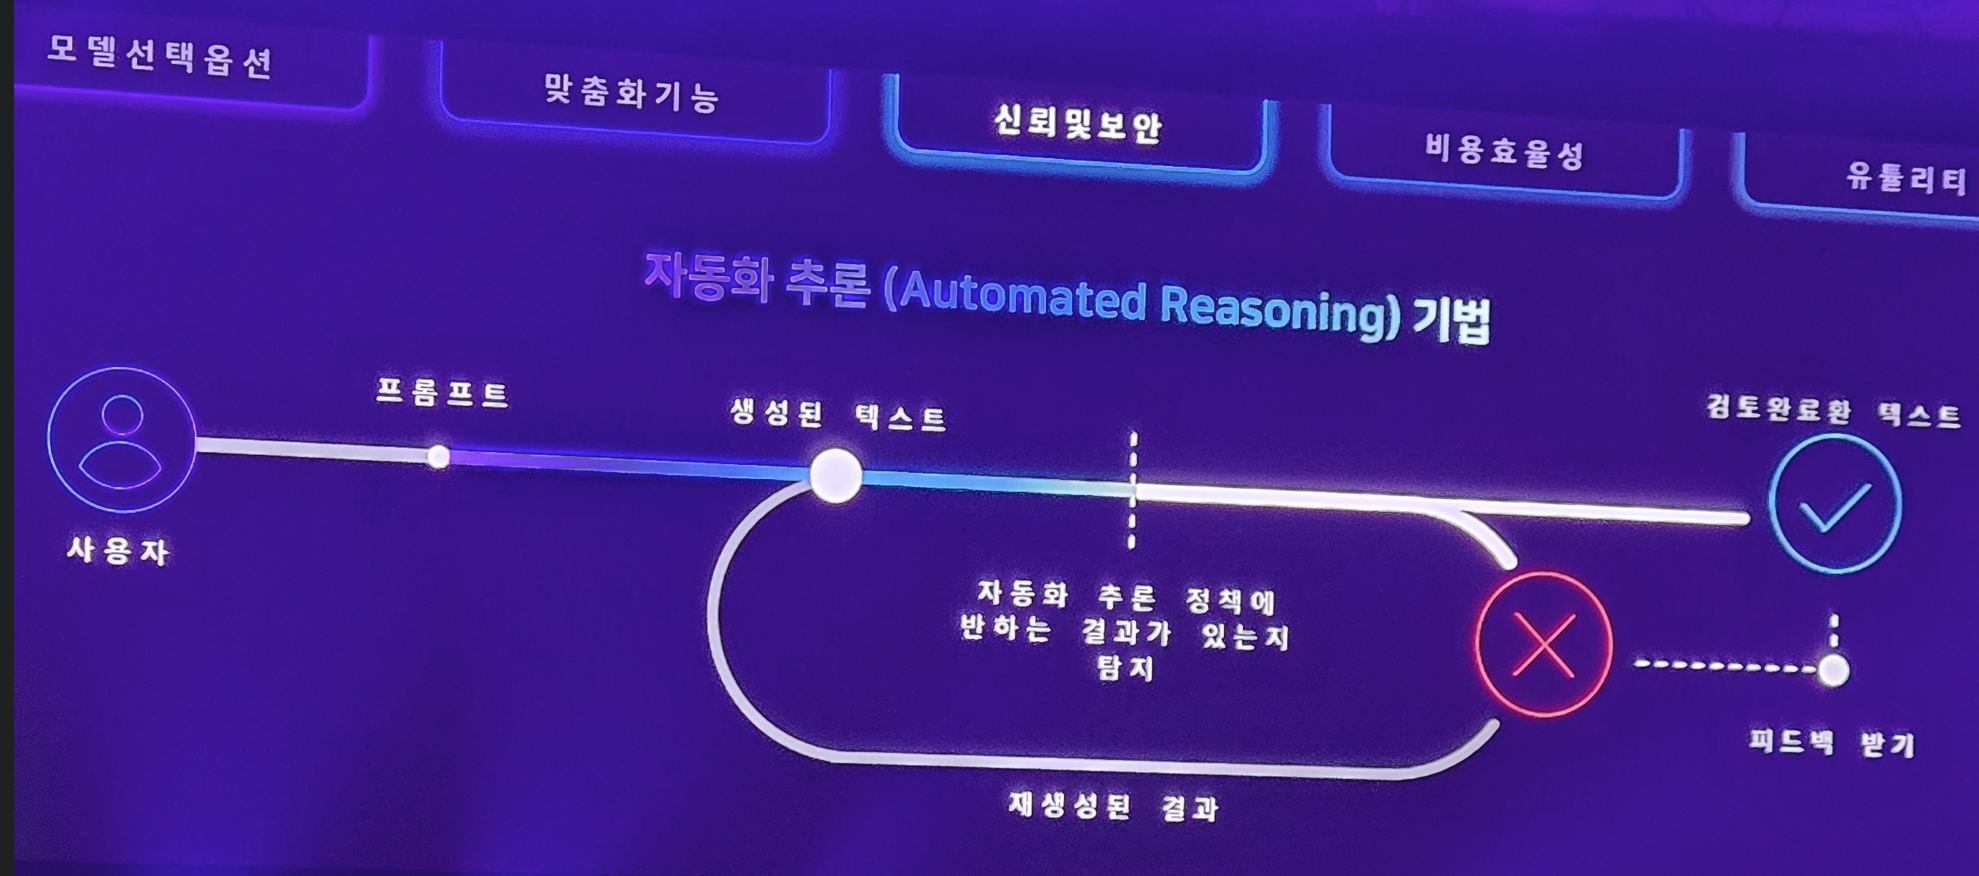 모델선택옵션
맞춤화기능
신뢰및보안
비용효율성
유틀리티
자동화 추론 (Automated Reasoning) 기법
프롬프트
생성된 텍스트
검토완료환 텍스트
사용자
자동화 추론 정책에
반하는 결과가 있는지
탐지
피드백 받기
재생성된 결과